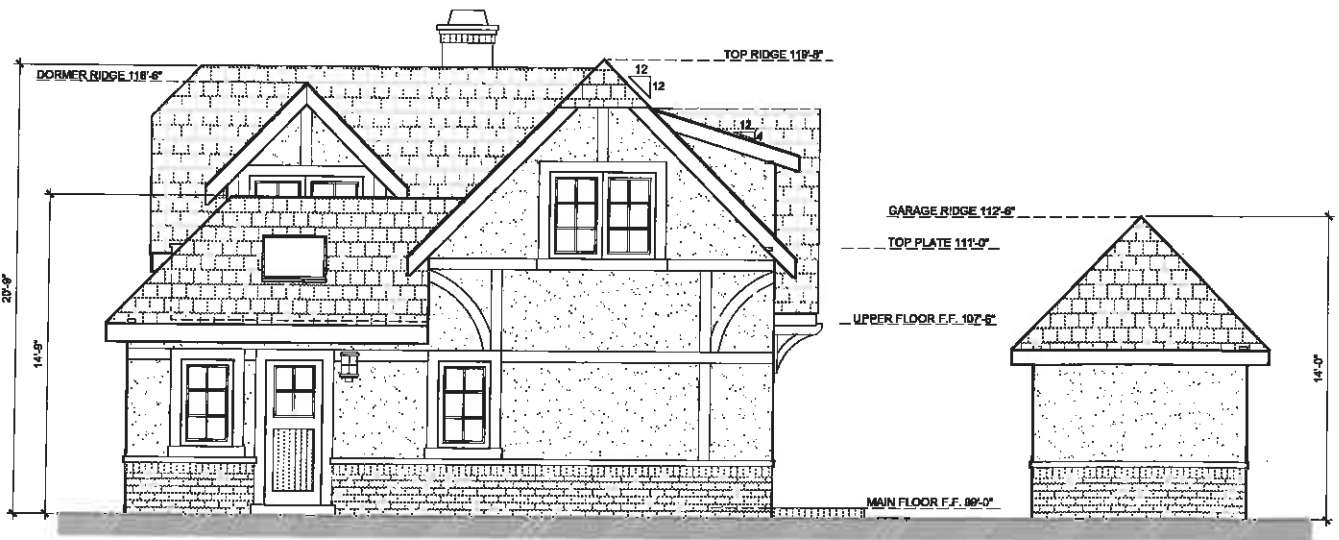 TOP RIDGE 119'-8"
DORMER RIDGE 118'-6"
12
12
12
4
GARAGE RIDGE 112'-6"
TOP PLATE 111'-0"
20'-9"
UPPER FLOOR F.F. 107'-6"
14'-9"
14'-0"
MAIN FLOOR F.F. 99'-0"